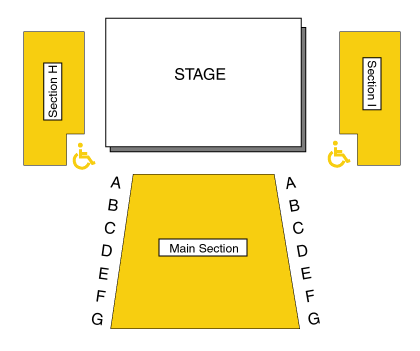 Section H
STAGE
Section I
A A
B B
C C
D D
Main Section
E E
F F
G G